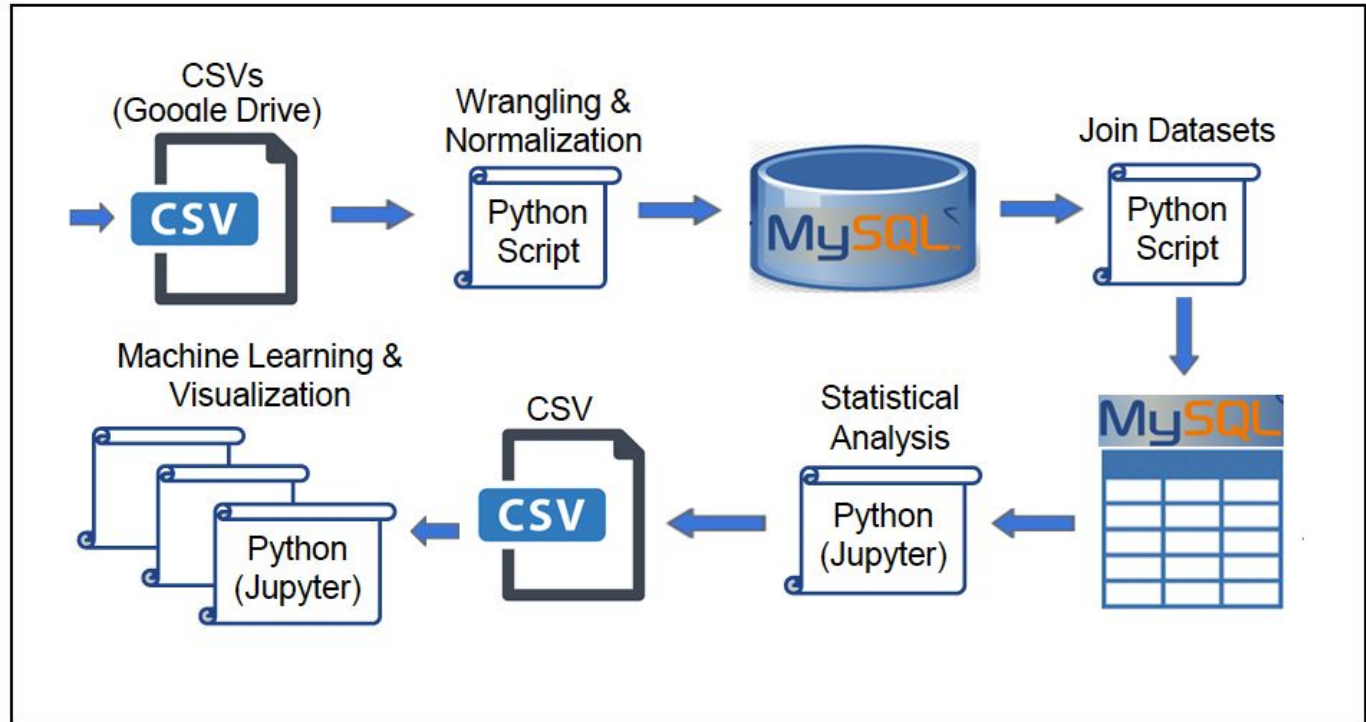 CSVs
(Google Drive)
CSV
Wrangling &
Normalization
Python
Script
MySQL
Join Datasets
Python
Script
Machine Learning &
Visualization
Python
(Jupyter)
CSV
CSV
Statistical
Analysis
Python
(Jupyter)
MySQL